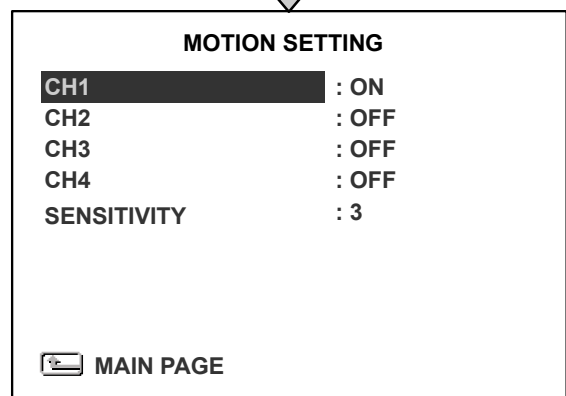 MOTION SETTING
CH1 : ON
CH2 : OFF
CH3 : OFF
CH4 : OFF
SENSITIVITY : 3
MAIN PAGE